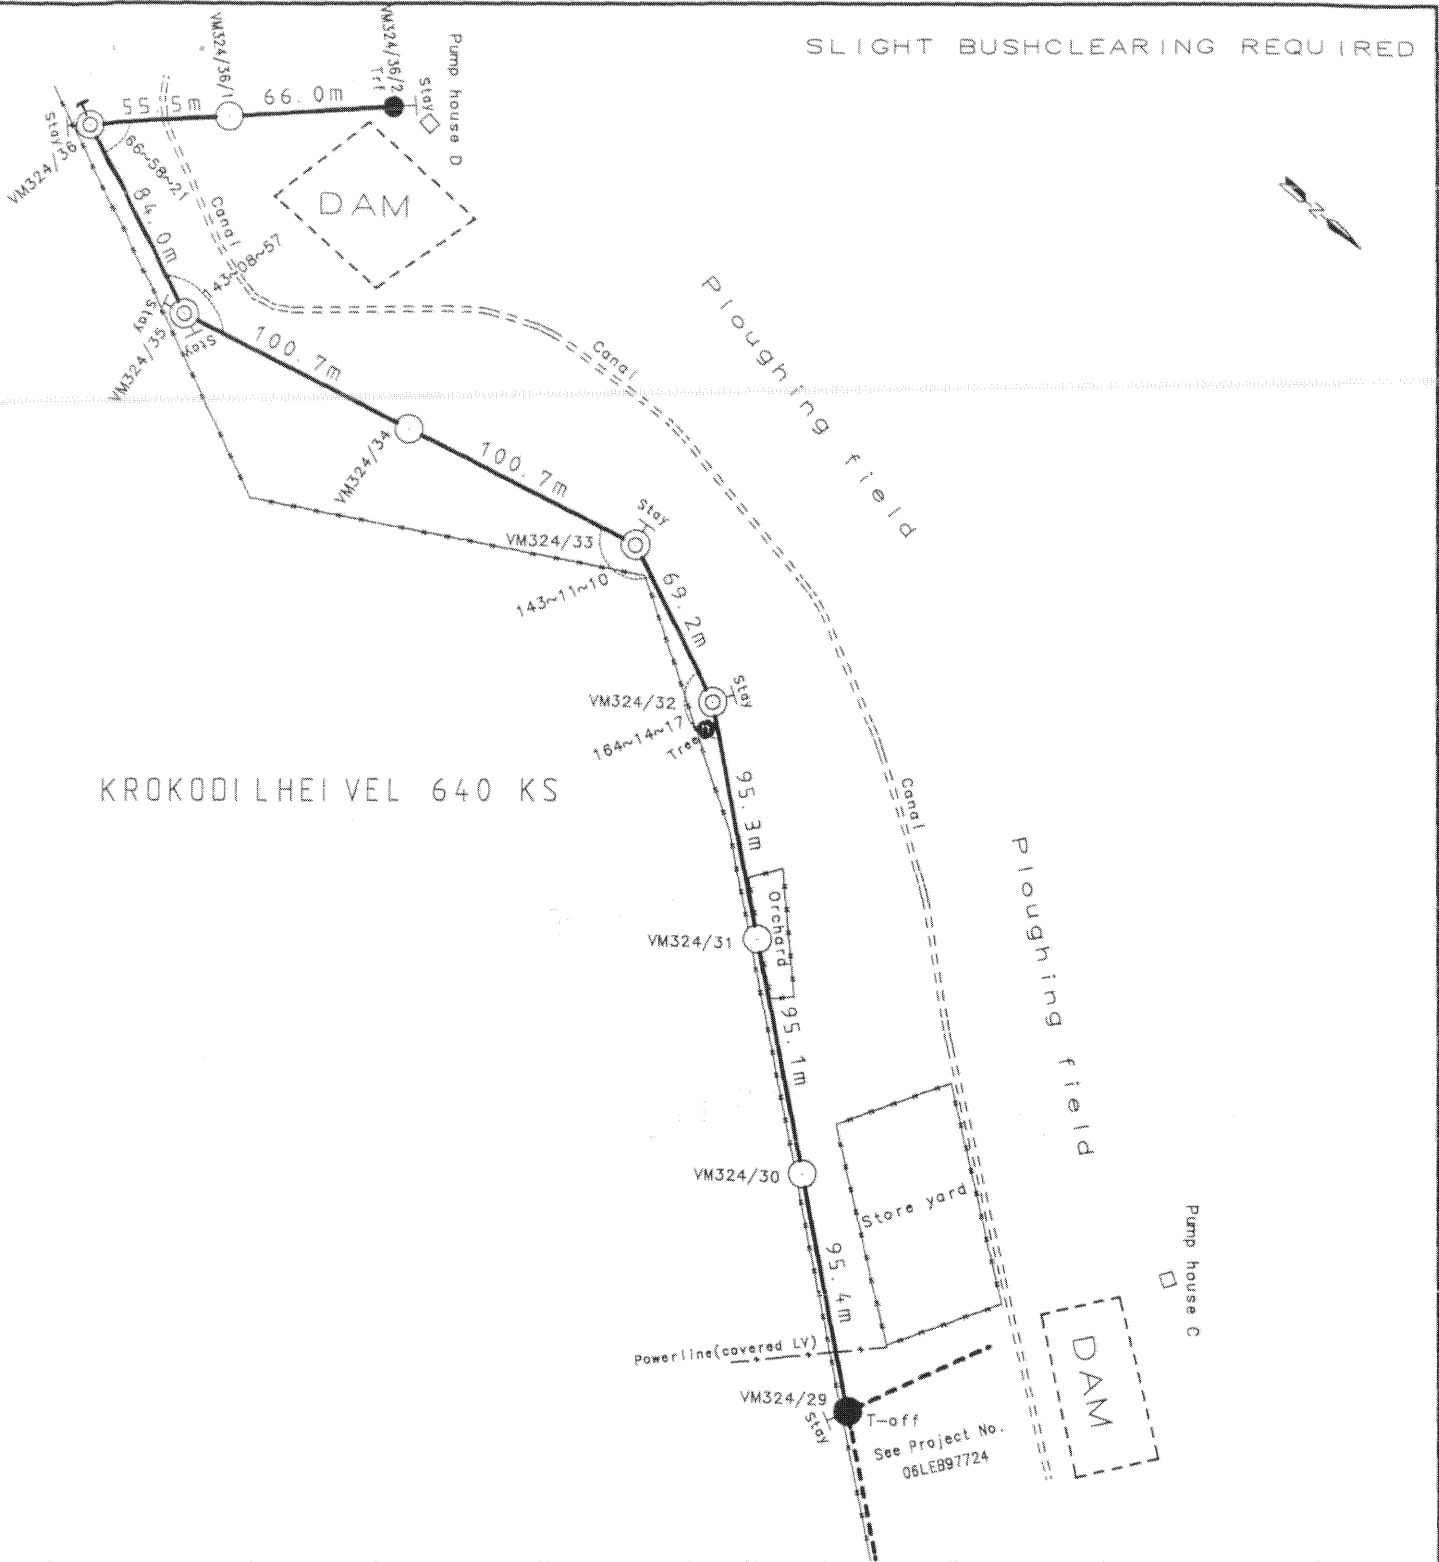 SLIGHT BUSHCLEARING REQUIRED
VM324/36/1
VM324/36/2
Trf
Stay
Pump house D
55.5m
66.0m
Stay
VM324/36
66~58~21
84.0m
Canal
DAM
N
143~08~57
Stay
VM324/35
Stay
100.7m
Canal
Ploughing field
VM324/34
100.7m
Stay
VM324/33
143~11~10
69.2m
Stay
VM324/32
164~14~17
Tree
95.3m
KROKODILHEIVEL 640 KS
Canal
Ploughing field
Orchard
VM324/31
95.1m
VM324/30
Store yard
95.4m
Pump house C
Powerline(covered LV)
DAM
VM324/29
Stay
T-off
See Project No.
06LEB97724